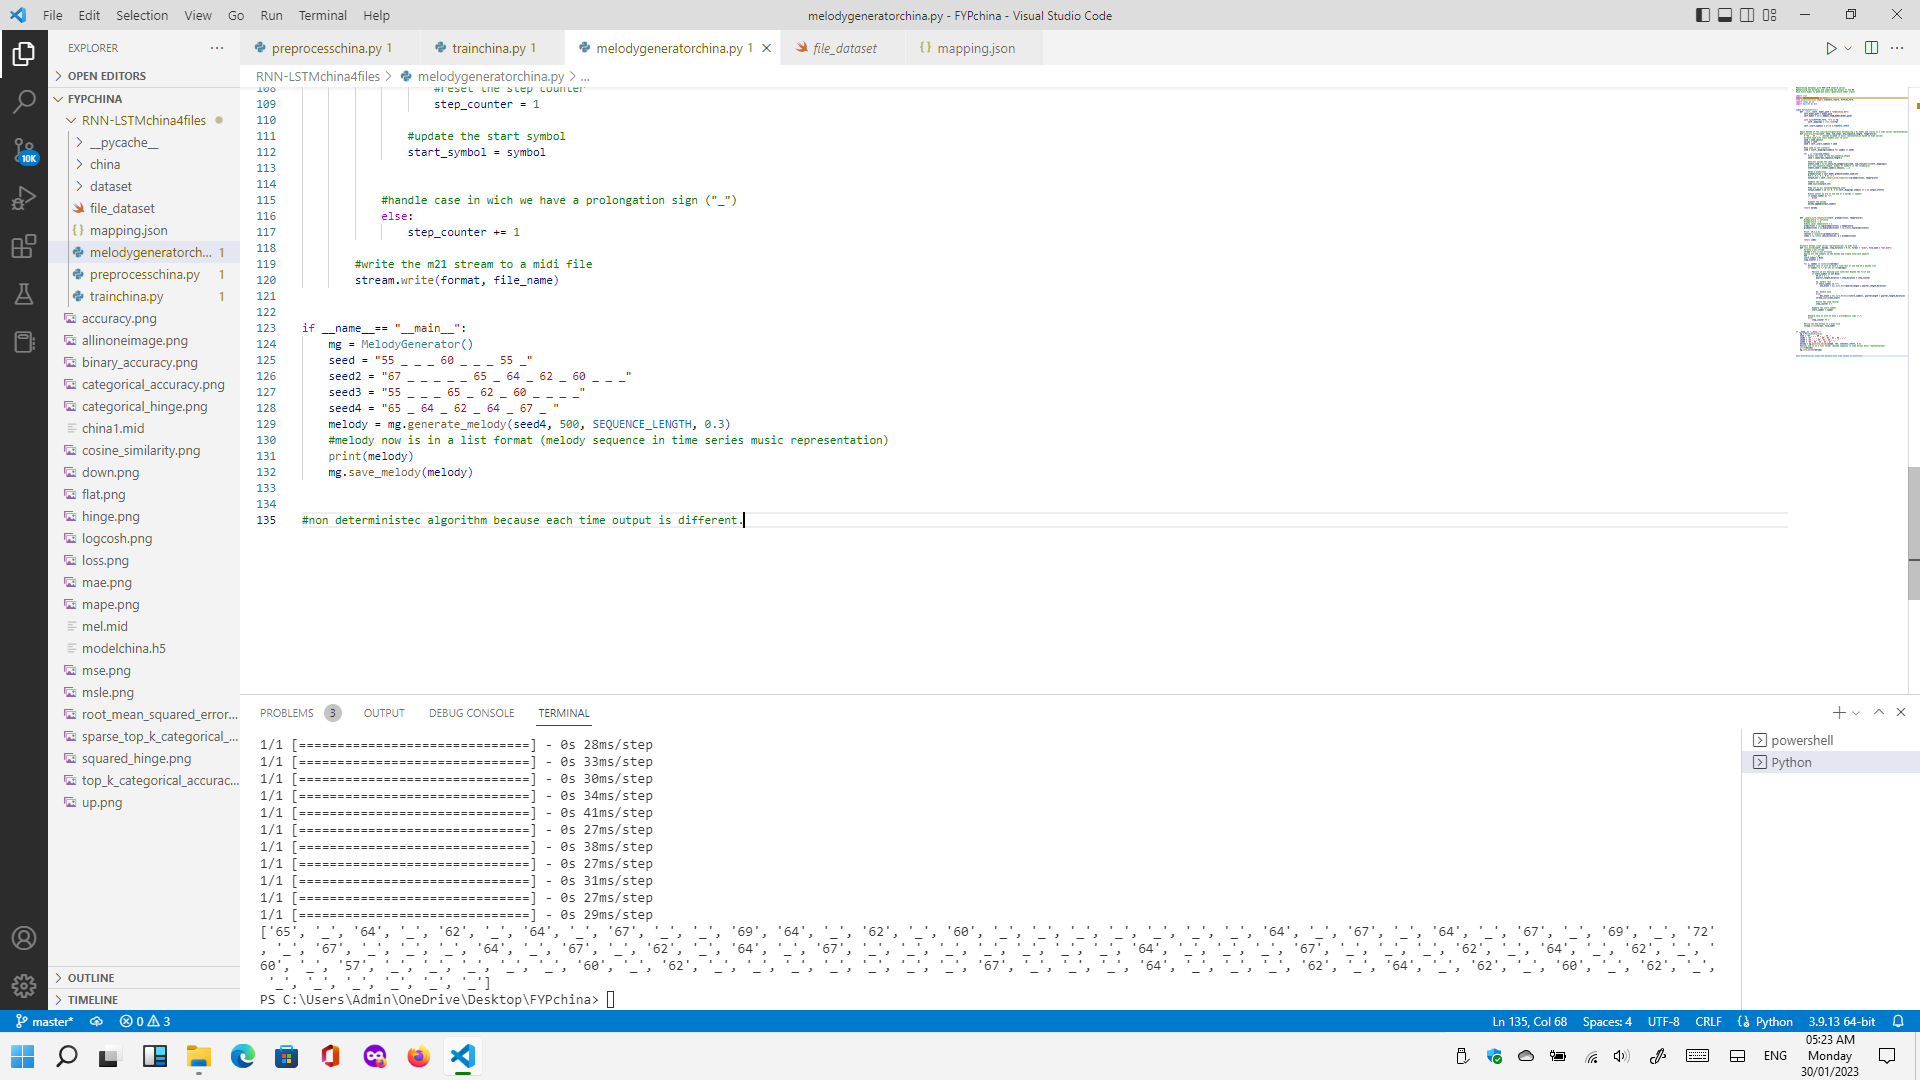 File Edit Selection View Go Run Terminal Help
melodygeneratorchina.py - FYPchina - Visual Studio Code
EXPLORER
preprocesschina.py 1
trainchina.py 1
melodygeneratorchina.py 1
file_dataset
mapping.json
OPEN EDITORS
RNN-LSTMchina4files > melodygeneratorchina.py > ...
FYPCHINA
RNN-LSTMchina4files
__pycache__
china
dataset
file_dataset
mapping.json
melodygeneratorch... 1
preprocesschina.py 1
trainchina.py 1
accuracy.png
allinoneimage.png
binary_accuracy.png
categorical_accuracy.png
categorical_hinge.png
china1.mid
cosine_similarity.png
down.png
flat.png
hinge.png
logcosh.png
loss.png
mae.png
mape.png
mel.mid
modelchina.h5
mse.png
msle.png
root_mean_squared_error...
sparse_top_k_categorical_...
squared_hinge.png
top_k_categorical_accurac...
up.png
OUTLINE
TIMELINE
10K
108 #reset the step counter
109 step_counter = 1
110
111 #update the start symbol
112 start_symbol = symbol
113
114
115 #handle case in wich we have a prolongation sign ("_")
116 else:
117 step_counter += 1
118
119 #write the m21 stream to a midi file
120 stream.write(format, file_name)
121
122
123 if __name__== "__main__":
124 mg = MelodyGenerator()
125 seed = "55 _ _ _ 60 _ _ _ 55 _"
126 seed2 = "67 _ _ _ _ _ 65 _ 64 _ 62 _ 60 _ _ _"
127 seed3 = "55 _ _ _ 65 _ 62 _ 60 _ _ _ _"
128 seed4 = "65 _ 64 _ 62 _ 64 _ 67 _ "
129 melody = mg.generate_melody(seed4, 500, SEQUENCE_LENGTH, 0.3)
130 #melody now is in a list format (melody sequence in time series music representation)
131 print(melody)
132 mg.save_melody(melody)
133
134
135 #non deterministec algorithm because each time output is different.
PROBLEMS 3 OUTPUT DEBUG CONSOLE TERMINAL
powershell
Python
1/1 [==============================] - 0s 28ms/step
1/1 [==============================] - 0s 33ms/step
1/1 [==============================] - 0s 30ms/step
1/1 [==============================] - 0s 34ms/step
1/1 [==============================] - 0s 41ms/step
1/1 [==============================] - 0s 27ms/step
1/1 [==============================] - 0s 38ms/step
1/1 [==============================] - 0s 27ms/step
1/1 [==============================] - 0s 31ms/step
1/1 [==============================] - 0s 27ms/step
1/1 [==============================] - 0s 29ms/step
['65', '_', '64', '_', '62', '_', '64', '_', '67', '_', '_', '69', '64', '_', '62', '_', '60', '_', '_', '_', '_', '_', '_', '_', '64', '_', '67', '_', '64', '_', '67', '_', '69', '_', '72'
, '_', '67', '_', '_', '_', '64', '_', '67', '_', '62', '_', '64', '_', '67', '_', '_', '_', '_', '_', '_', '_', '64', '_', '_', '_', '67', '_', '_', '_', '62', '_', '64', '_', '62', '_', '
60', '_', '57', '_', '_', '_', '_', '_', '60', '_', '62', '_', '_', '_', '_', '_', '_', '_', '67', '_', '_', '_', '64', '_', '_', '_', '62', '_', '64', '_', '62', '_', '60', '_', '62', '_',
'_', '_', '_', '_', '_', '_']
PS C:\Users\Admin\OneDrive\Desktop\FYPchina>
master* 0 3
Ln 135, Col 68 Spaces: 4 UTF-8 CRLF Python 3.9.13 64-bit
ENG
05:23 AM
Monday
30/01/2023